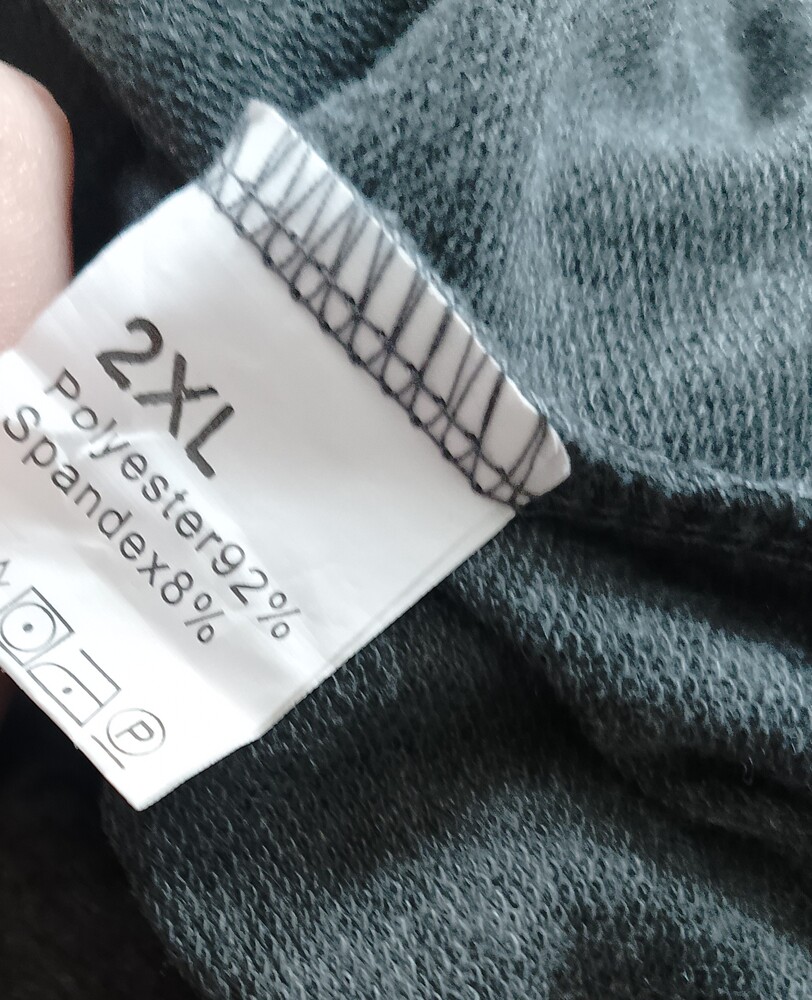 2XL
Polyester92%
Spandex8%
P